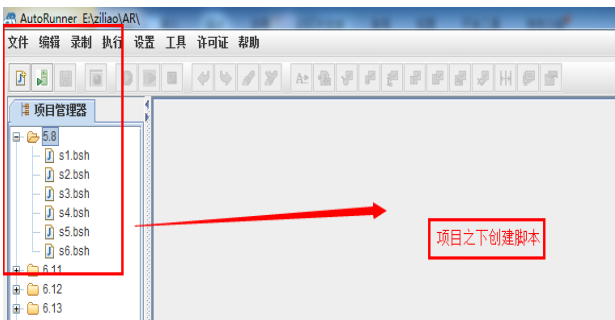 AutoRunner E:\ziliao\AR\
文件 编辑 录制 执行 设置 工具 许可证 帮助
项目管理器
5.8
s1.bsh
s2.bsh
s3.bsh
s4.bsh
s5.bsh
s6.bsh
6.11
6.12
6.13
项目之下创建脚本